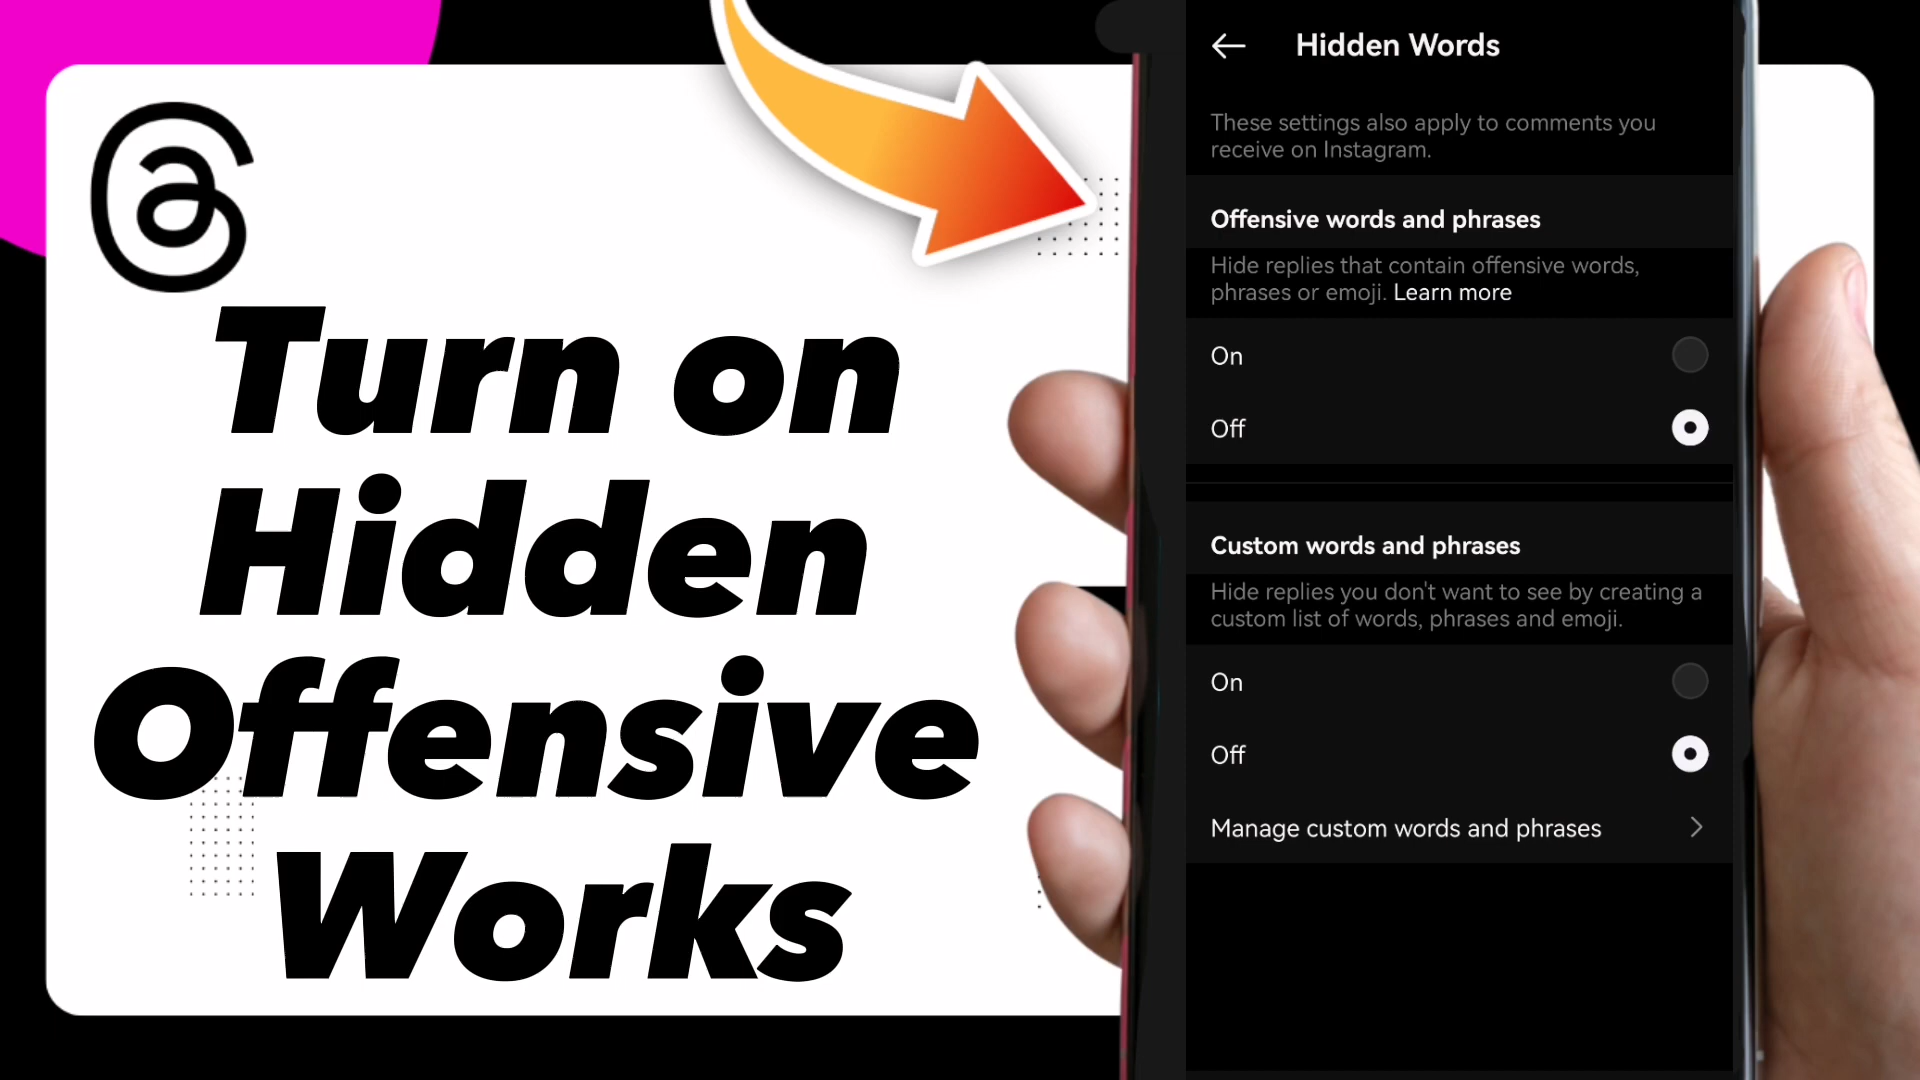 Turn on
Hidden
Offensive
Works
Hidden Words
These settings also apply to comments you
receive on Instagram.
Offensive words and phrases
Hide replies that contain offensive words,
phrases or emoji. Learn more
On
Off
Custom words and phrases
Hide replies you don't want to see by creating a
custom list of words, phrases and emoji.
On
Off
Manage custom words and phrases